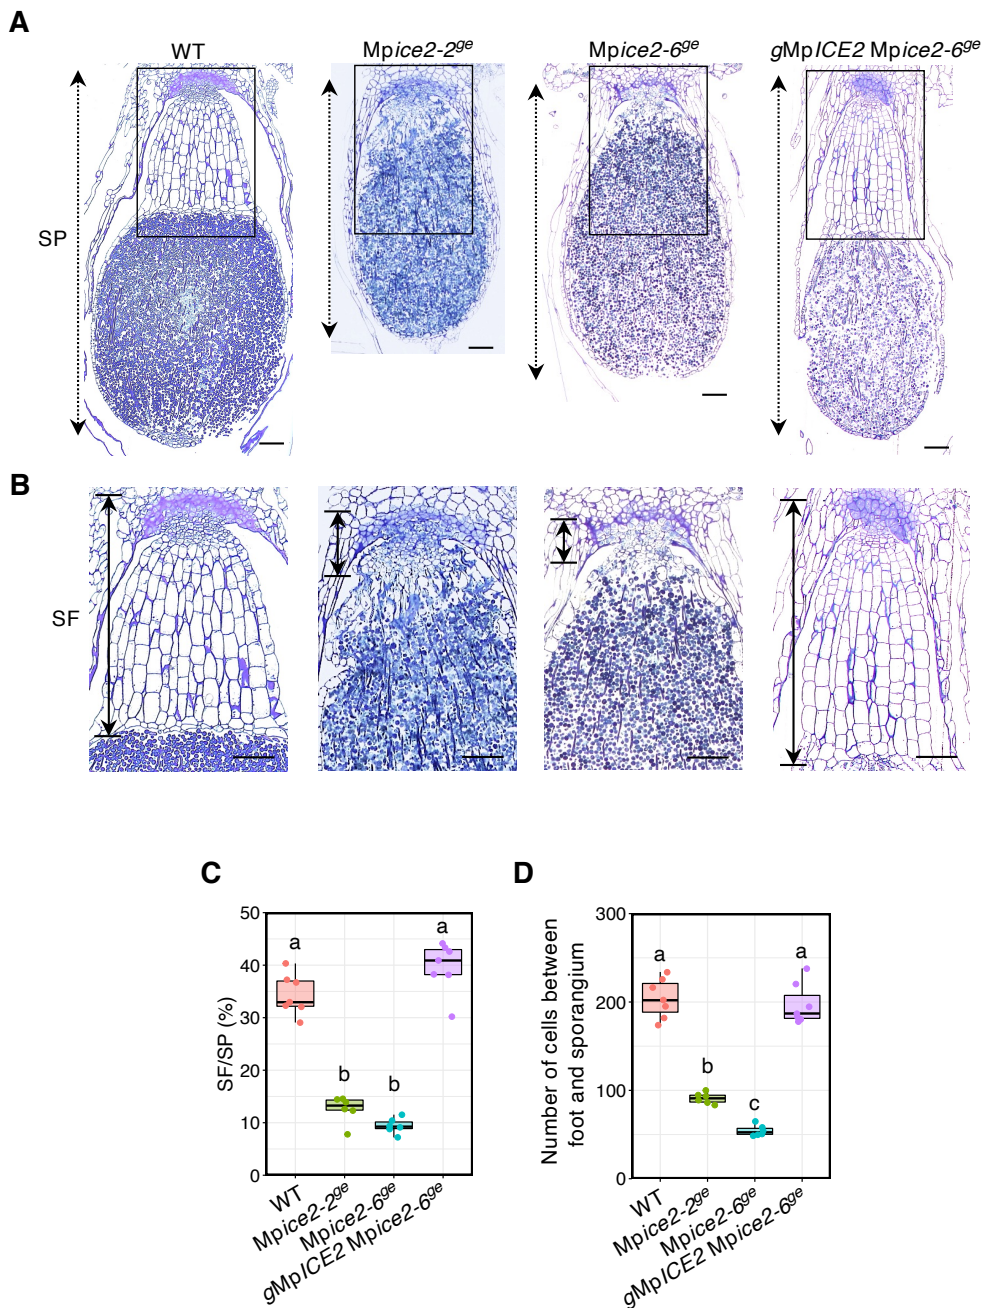 A
WT
Mpice2-2ge
Mpice2-6ge
gMpICE2 Mpice2-6ge
SP
B
SF
C
D
50
40
30
20
10
0
SF/SP (%)
a
b
b
a
WT
Mpice2-2ge
Mpice2-6ge
gMpICE2 Mpice2-6ge
300
200
100
0
Number of cells between
foot and sporangium
a
b
c
a
WT
Mpice2-2ge
Mpice2-6ge
gMpICE2 Mpice2-6ge